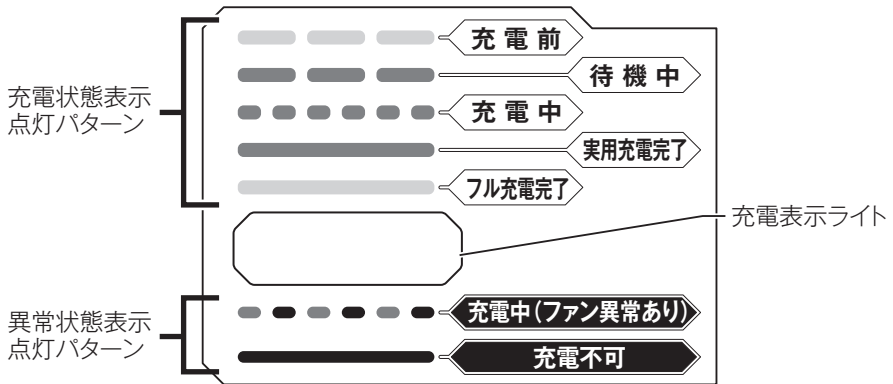 充電前
待機中
充電状態表示
点灯パターン
充電中
実用充電完了
フル充電完了
充電表示ライト
充電中(ファン異常あり)
異常状態表示
点灯パターン
充電不可